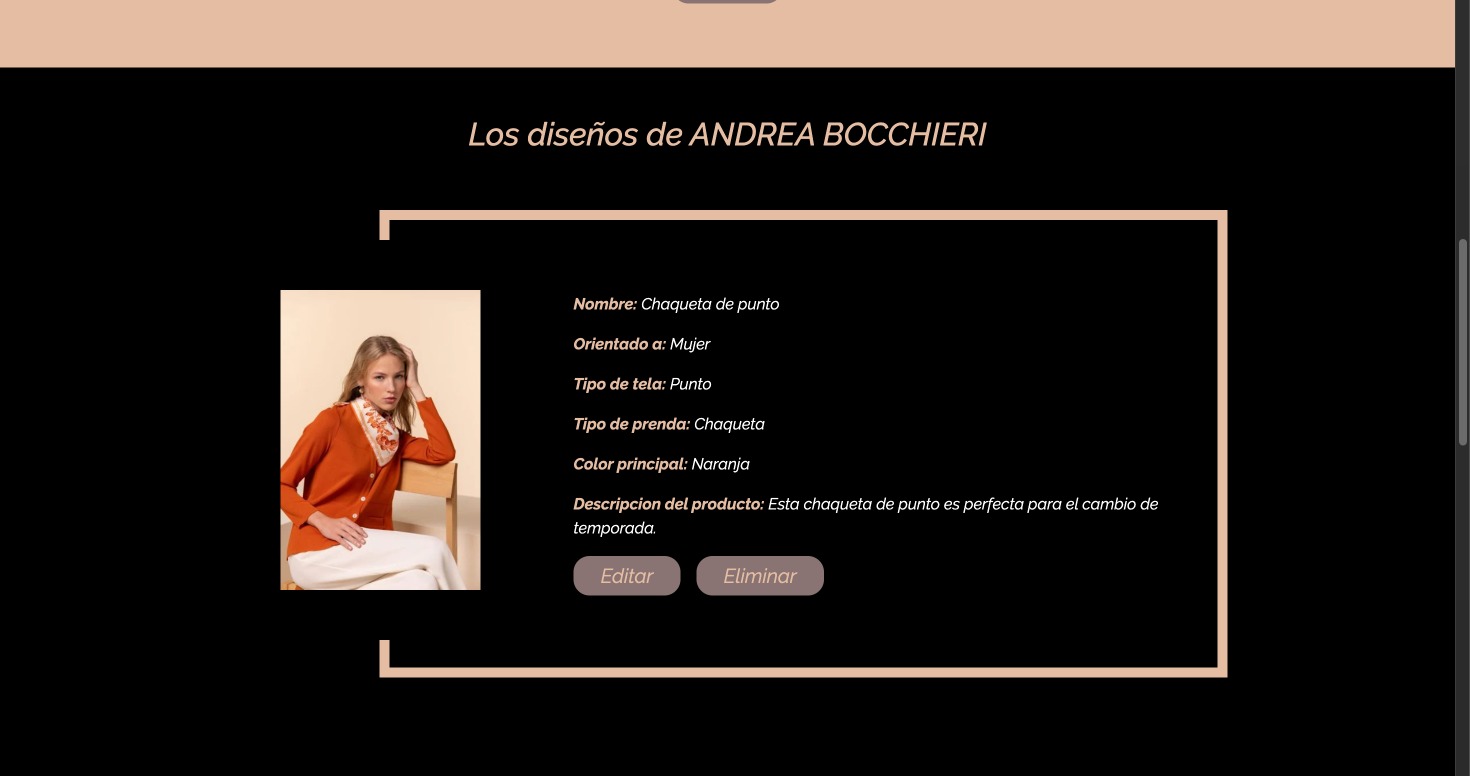 Los diseños de ANDREA BOCCHIERI
Nombre: Chaqueta de punto
Orientado a: Mujer
Tipo de tela: Punto
Tipo de prenda: Chaqueta
Color principal: Naranja
Descripcion del producto: Esta chaqueta de punto es perfecta para el cambio de
temporada.
Editar Eliminar